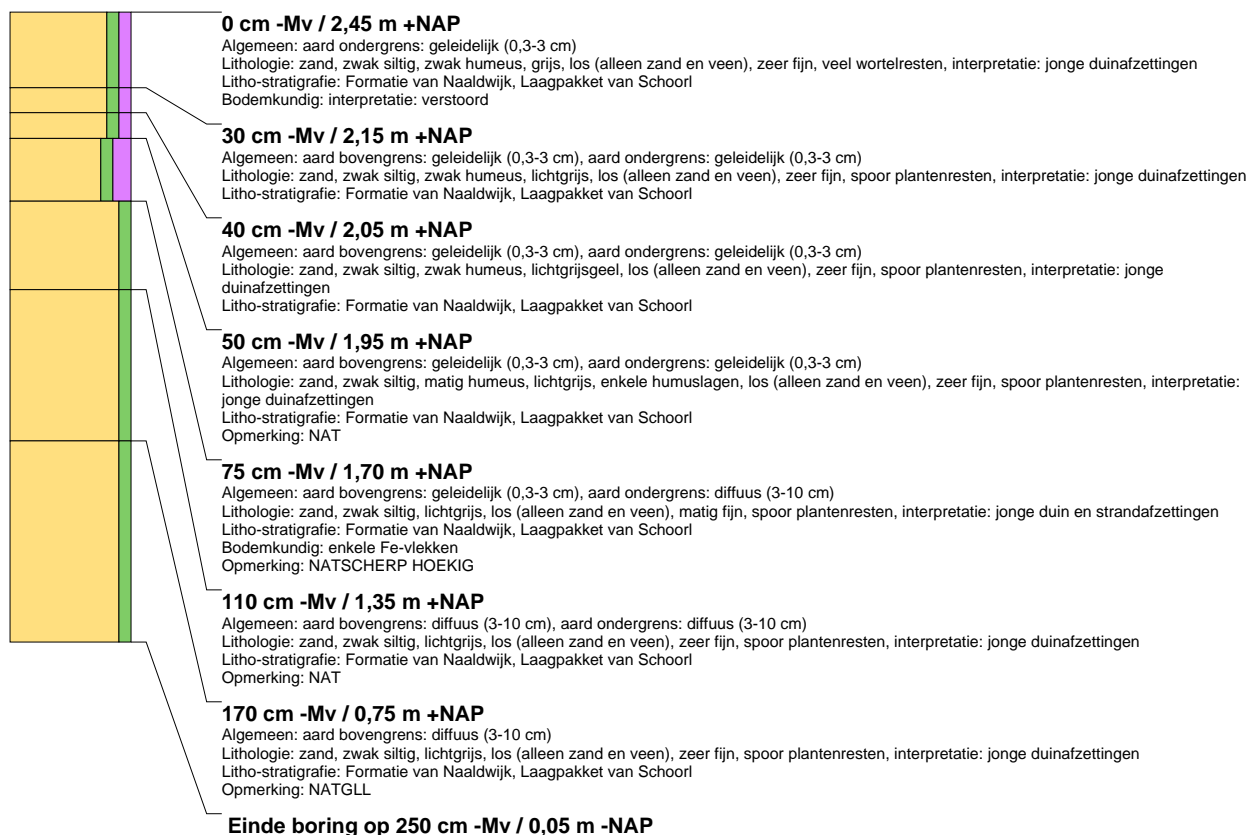 0 cm -Mv / 2,45 m +NAP
Algemeen: aard ondergrens: geleidelijk (0,3-3 cm)
Lithologie: zand, zwak siltig, zwak humeus, grijs, los (alleen zand en veen), zeer fijn, veel wortelresten, interpretatie: jonge duinafzettingen
Litho-stratigrafie: Formatie van Naaldwijk, Laagpakket van Schoorl
Bodemkundig: interpretatie: verstoord
30 cm -Mv / 2,15 m +NAP
Algemeen: aard bovengrens: geleidelijk (0,3-3 cm), aard ondergrens: geleidelijk (0,3-3 cm)
Lithologie: zand, zwak siltig, zwak humeus, lichtgrijs, los (alleen zand en veen), zeer fijn, spoor plantenresten, interpretatie: jonge duinafzettingen
Litho-stratigrafie: Formatie van Naaldwijk, Laagpakket van Schoorl
40 cm -Mv / 2,05 m +NAP
Algemeen: aard bovengrens: geleidelijk (0,3-3 cm), aard ondergrens: geleidelijk (0,3-3 cm)
Lithologie: zand, zwak siltig, zwak humeus, lichtgrijsgeel, los (alleen zand en veen), zeer fijn, spoor plantenresten, interpretatie: jonge
duinafzettingen
Litho-stratigrafie: Formatie van Naaldwijk, Laagpakket van Schoorl
50 cm -Mv / 1,95 m +NAP
Algemeen: aard bovengrens: geleidelijk (0,3-3 cm), aard ondergrens: geleidelijk (0,3-3 cm)
Lithologie: zand, zwak siltig, matig humeus, lichtgrijs, enkele humuslagen, los (alleen zand en veen), zeer fijn, spoor plantenresten, interpretatie:
jonge duinafzettingen
Litho-stratigrafie: Formatie van Naaldwijk, Laagpakket van Schoorl
Opmerking: NAT
75 cm -Mv / 1,70 m +NAP
Algemeen: aard bovengrens: geleidelijk (0,3-3 cm), aard ondergrens: diffuus (3-10 cm)
Lithologie: zand, zwak siltig, lichtgrijs, los (alleen zand en veen), matig fijn, spoor plantenresten, interpretatie: jonge duin en strandafzettingen
Litho-stratigrafie: Formatie van Naaldwijk, Laagpakket van Schoorl
Bodemkundig: enkele Fe-vlekken
Opmerking: NATSCHERP HOEKIG
110 cm -Mv / 1,35 m +NAP
Algemeen: aard bovengrens: diffuus (3-10 cm), aard ondergrens: diffuus (3-10 cm)
Lithologie: zand, zwak siltig, lichtgrijs, los (alleen zand en veen), zeer fijn, spoor plantenresten, interpretatie: jonge duinafzettingen
Litho-stratigrafie: Formatie van Naaldwijk, Laagpakket van Schoorl
Opmerking: NAT
170 cm -Mv / 0,75 m +NAP
Algemeen: aard bovengrens: diffuus (3-10 cm)
Lithologie: zand, zwak siltig, lichtgrijs, los (alleen zand en veen), zeer fijn, spoor plantenresten, interpretatie: jonge duinafzettingen
Litho-stratigrafie: Formatie van Naaldwijk, Laagpakket van Schoorl
Opmerking: NATGLL
Einde boring op 250 cm -Mv / 0,05 m -NAP